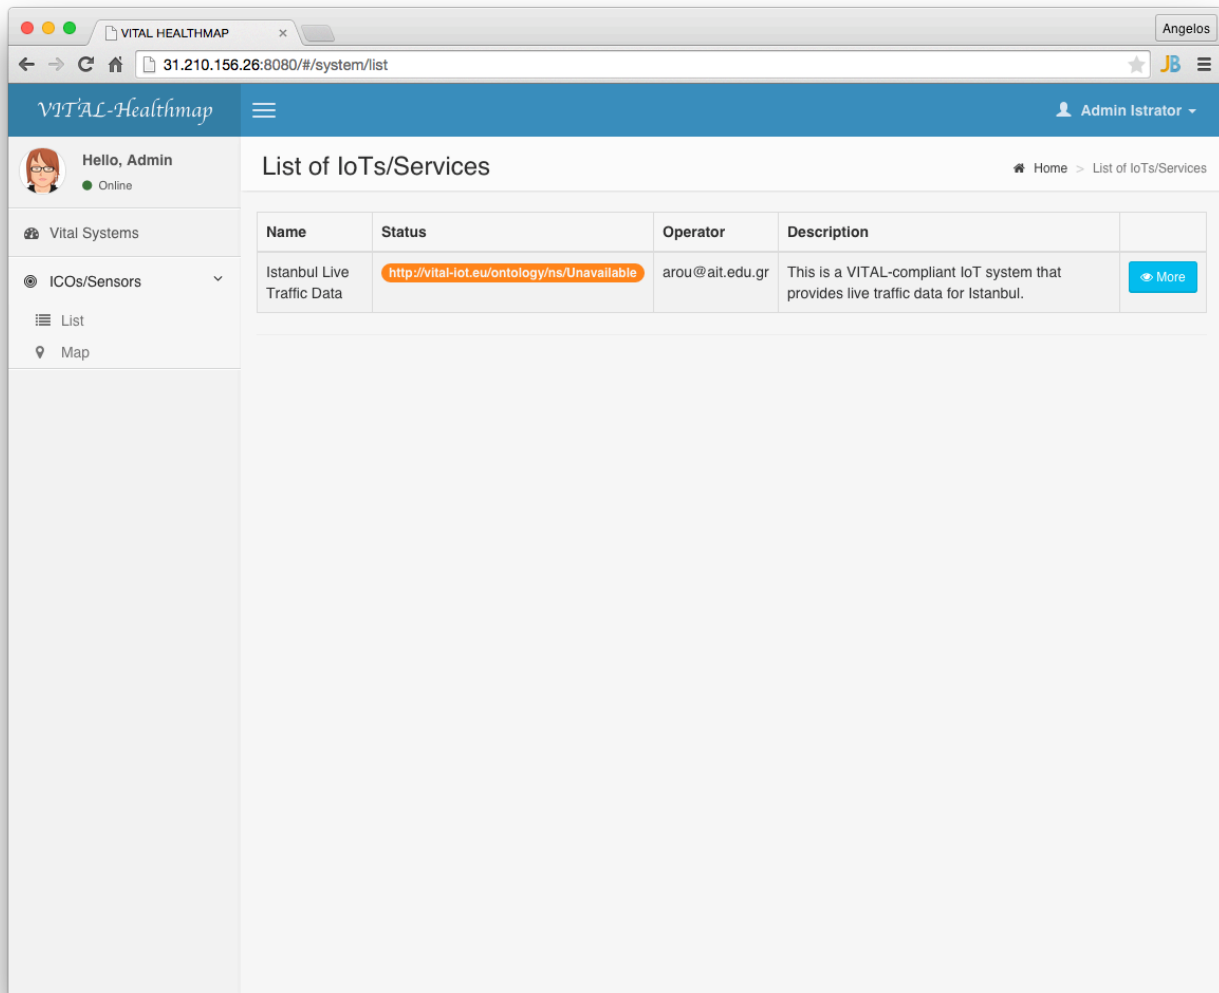 VITAL HEALTHMAP
Angelos
31.210.156.26:8080/#/system/list
JB
VITAL-Healthmap
Admin Istrator
Hello, Admin
Online
List of IoTs/Services
Home > List of IoTs/Services
Vital Systems
ICOs/Sensors
List
Map
Name Status Operator Description
Istanbul Live http://vital-iot.eu/ontology/ns/Unavailable arou@ait.edu.gr This is a VITAL-compliant IoT system that More
Traffic Data provides live traffic data for Istanbul.